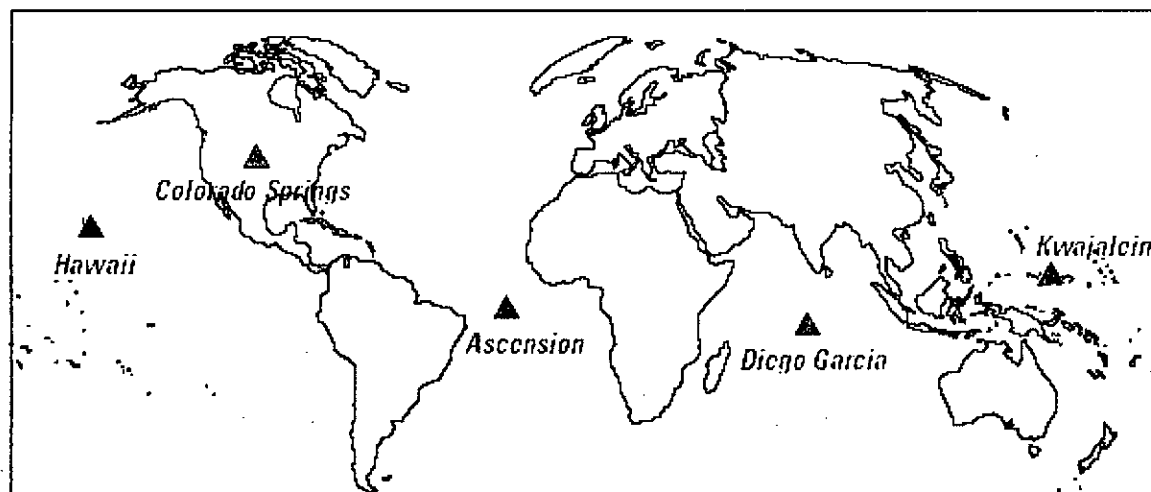 Colorado Springs
Hawaii
Kwajalein
Ascension
Diego Garcia